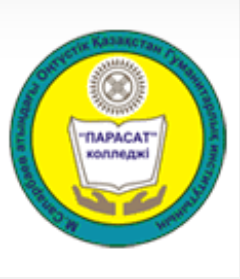 М.Сапарбаев атындағы Оңтүстік Қазақстан Гуманитарлық институтының
"ПАРАСАТ"
колледжі